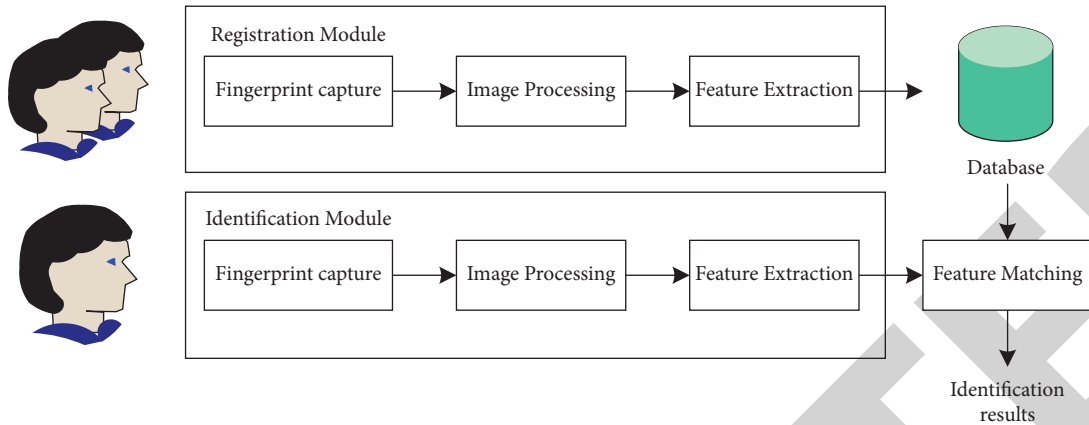 Registration Module
Fingerprint capture
Image Processing
Feature Extraction
Database
Identification Module
Fingerprint capture
Image Processing
Feature Extraction
Feature Matching
Identification
results